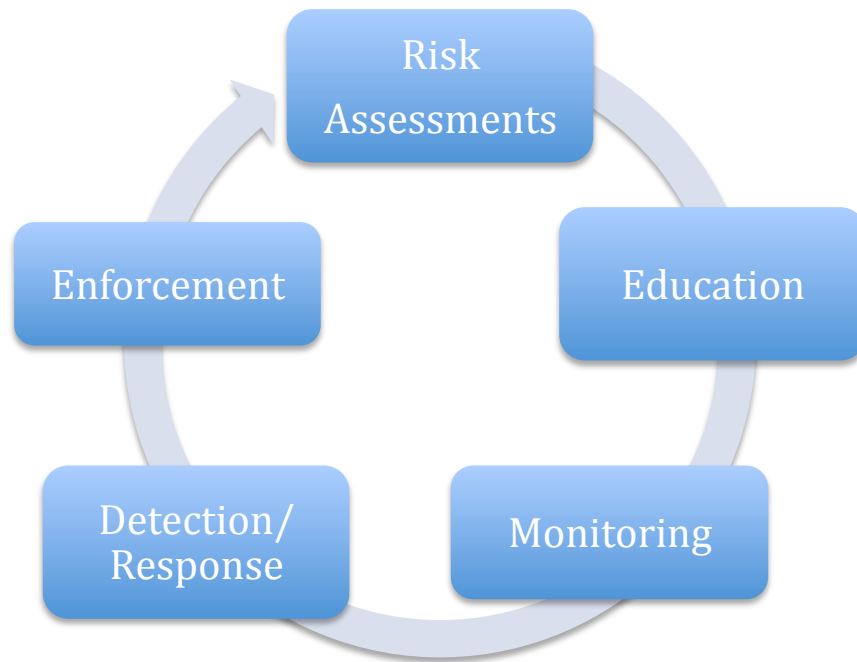 Risk
Assessments
Education
Monitoring
Detection/
Response
Enforcement